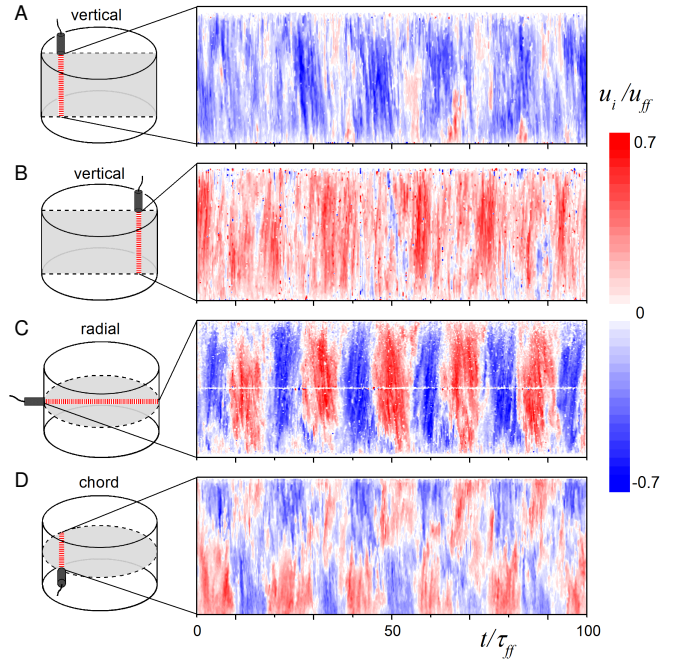 A
vertical
u_i / u_ff
0.7
B
vertical
0
C
radial
-0.7
D
chord
0
50
100
t/τ_ff